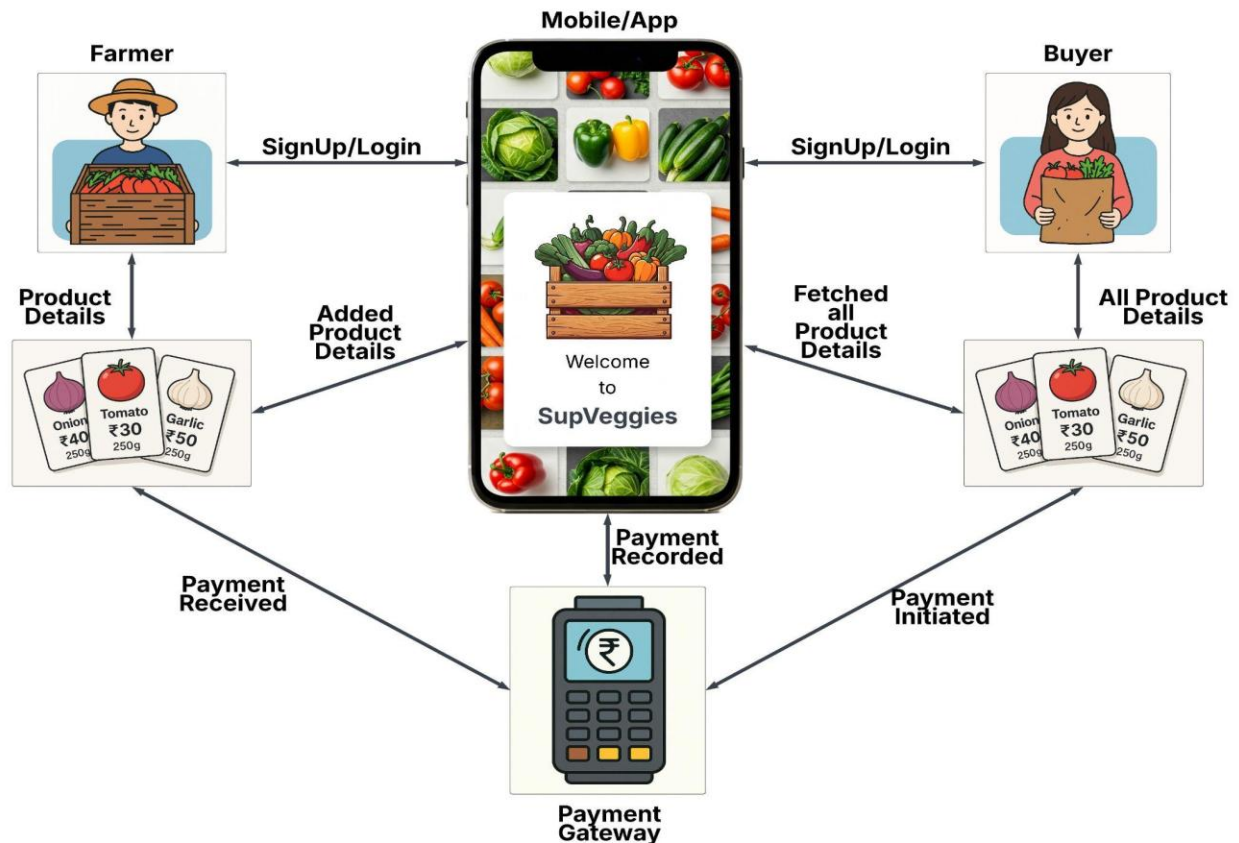 Mobile/App
Farmer
Buyer
SignUp/Login
SignUp/Login
Product
Details
Added
Product
Details
Fetched
all
Product
Details
All Product
Details
Welcome
to
SupVeggies
Onion
₹40
250g
Tomato
₹30
250g
Garlic
₹50
250g
Onion
₹40
250g
Tomato
₹30
250g
Garlic
₹50
250g
Payment
Recorded
Payment
Received
Payment
Initiated
₹
Payment
Gateway